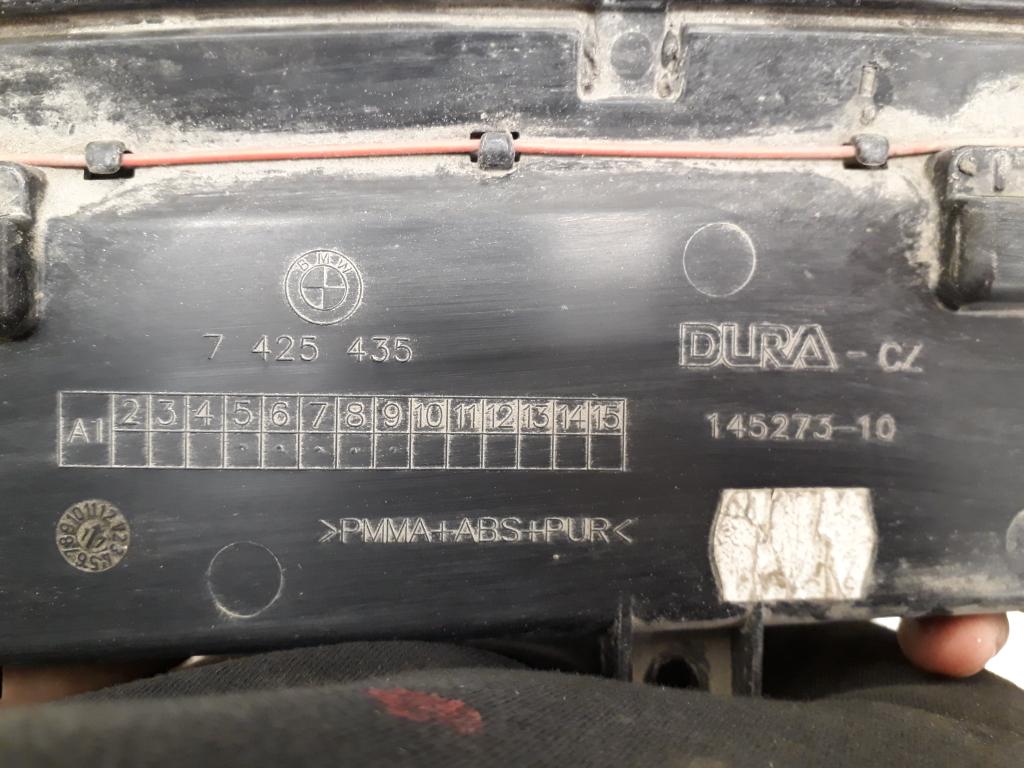 BMW
7 425 435
DURA - CZ
A1 2 3 4 5 6 7 8 9 10 11 12 13 14 15
145273-10
>PMMA+ABS+PUR<